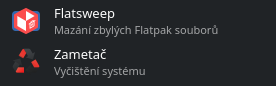 Flatsweep
Mazání zbylých Flatpak souborů
Zametač
Vyčištění systému